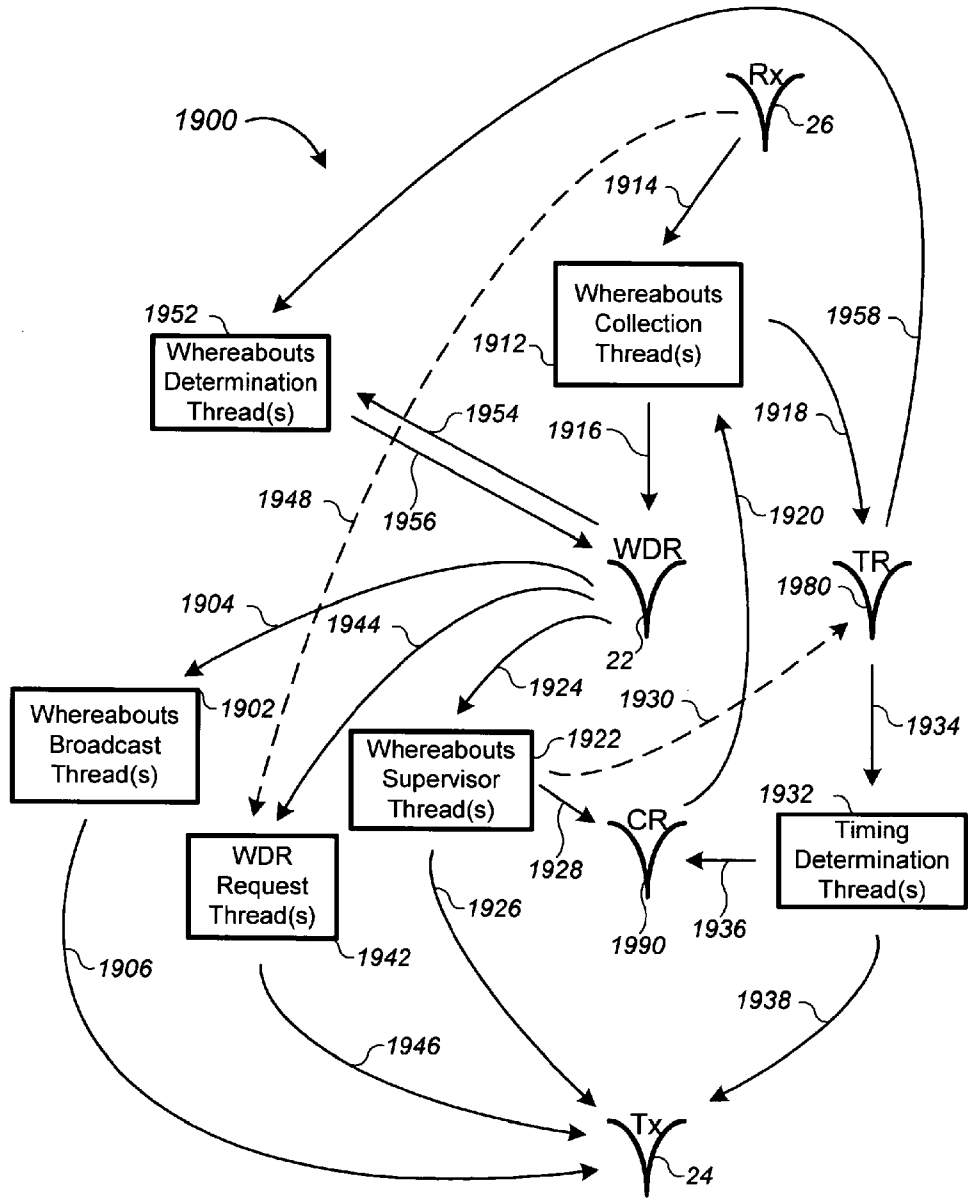 Rx
26
1900
1914
Whereabouts
Collection
Thread(s)
1912
1952
Whereabouts
Determination
Thread(s)
1958
1954
1916
1918
1948
1956
1920
WDR
22
TR
1980
1904
1944
1924
1930
1934
1902
Whereabouts
Broadcast
Thread(s)
1922
Whereabouts
Supervisor
Thread(s)
1932
Timing
Determination
Thread(s)
CR
1990
1928
1936
WDR
Request
Thread(s)
1942
1926
1906
1938
1946
Tx
24